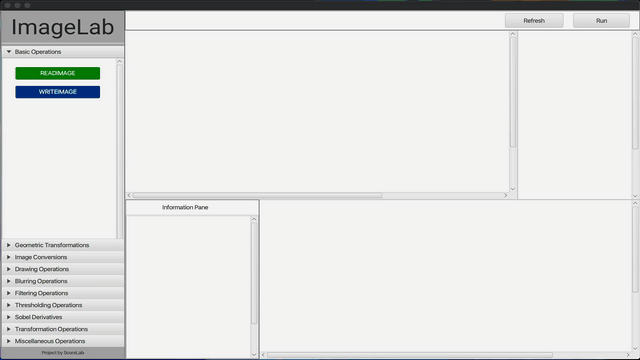 ImageLab
Refresh
Run
Basic Operations
READIMAGE
WRITEIMAGE
Information Pane
Geometric Transformations
Image Conversions
Drawing Operations
Blurring Operations
Filtering Operations
Thresholding Operations
Sobel Derivatives
Transformation Operations
Miscellaneous Operations
Project by ScoreLab